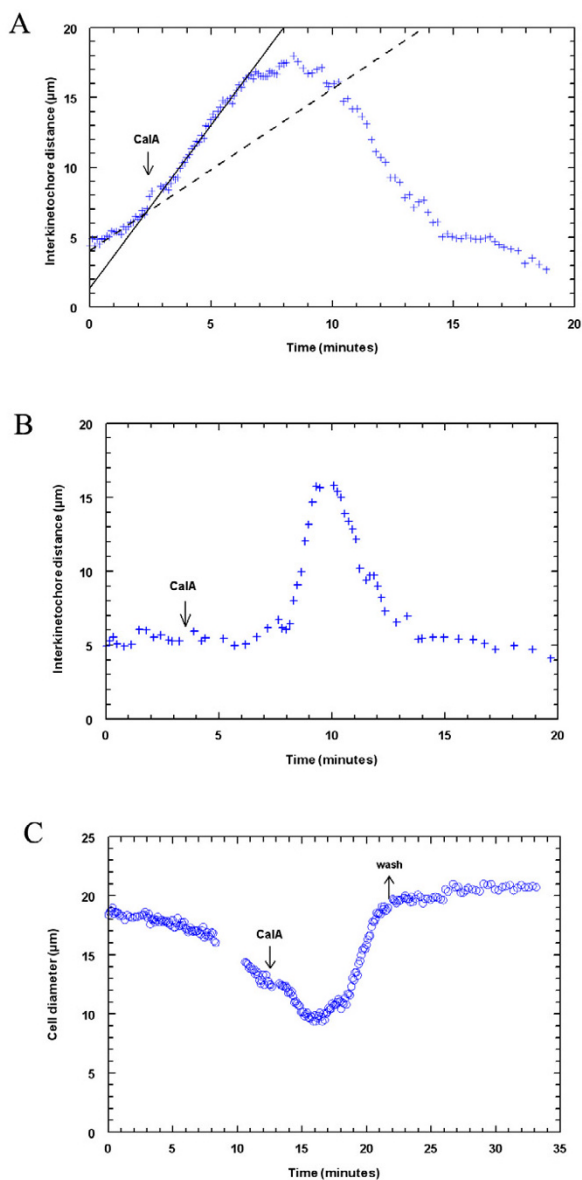 A
20
15
10
5
0
CalA
Interkinetochore distance (µm)
0 5 10 15 20
Time (minutes)
B
20
15
10
5
0
CalA
Interkinetochore distance (µm)
0 5 10 15 20
Time (minutes)
C
25
20
15
10
5
0
wash
CalA
Cell diameter (µm)
0 5 10 15 20 25 30 35
Time (minutes)